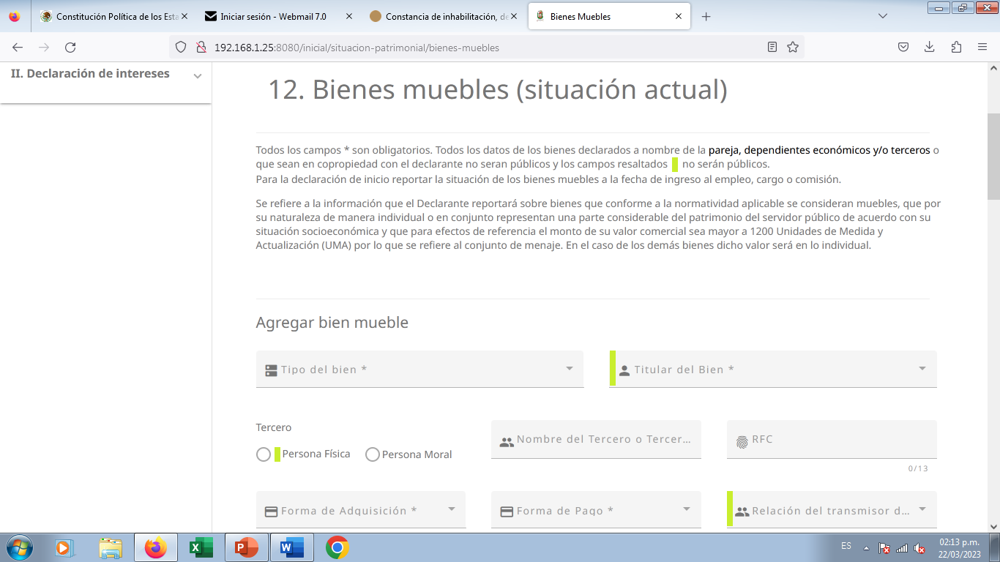 Constitución Política de los Esta
Iniciar sesión - Webmail 7.0
Constancia de inhabilitación, de
Bienes Muebles
192.168.1.25:8080/inicial/situacion-patrimonial/bienes-muebles
II. Declaración de intereses
12. Bienes muebles (situación actual)
Todos los campos * son obligatorios. Todos los datos de los bienes declarados a nombre de la pareja, dependientes económicos y/o terceros o
que sean en copropiedad con el declarante no seran públicos y los campos resaltados no serán públicos.
Para la declaración de inicio reportar la situación de los bienes muebles a la fecha de ingreso al empleo, cargo o comisión.
Se refiere a la información que el Declarante reportará sobre bienes que conforme a la normatividad aplicable se consideran muebles, que por
su naturaleza de manera individual o en conjunto representan una parte considerable del patrimonio del servidor público de acuerdo con su
situación socioeconómica y que para efectos de referencia el monto de su valor comercial sea mayor a 1200 Unidades de Medida y
Actualización (UMA) por lo que se refiere al conjunto de menaje. En el caso de los demás bienes dicho valor será en lo individual.
Agregar bien mueble
Tipo del bien *
Titular del Bien *
Tercero
Persona Física
Persona Moral
Nombre del Tercero o Tercer...
RFC
0/13
Forma de Adquisición *
Forma de Pago *
Relación del transmisor d...
ES
02:13 p.m.
22/03/2023